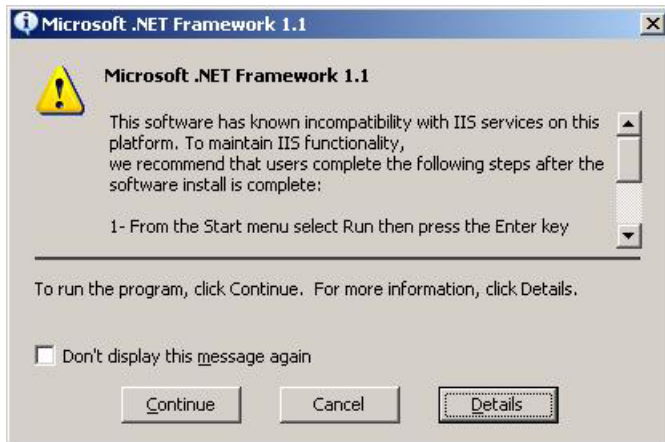 Microsoft .NET Framework 1.1
Microsoft .NET Framework 1.1
This software has known incompatibility with IIS services on this
platform. To maintain IIS functionality,
we recommend that users complete the following steps after the
software install is complete:
1- From the Start menu select Run then press the Enter key
To run the program, click Continue. For more information, click Details.
Don't display this message again
Continue
Cancel
Details